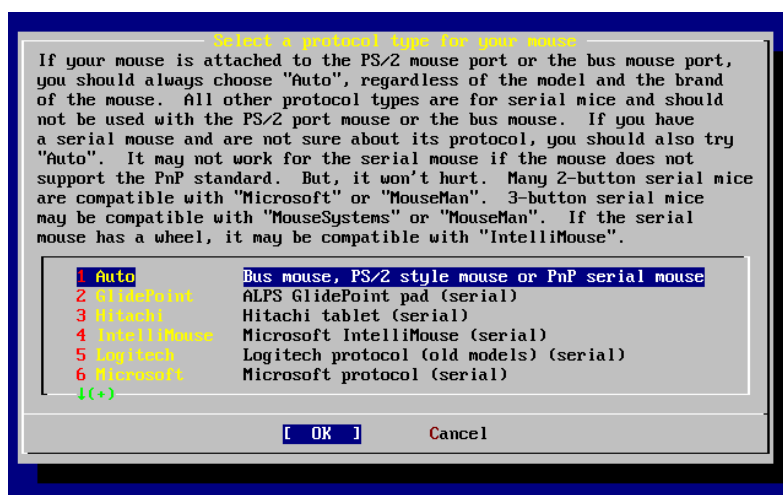 Select a protocol type for your mouse
If your mouse is attached to the PS/2 mouse port or the bus mouse port,
you should always choose "Auto", regardless of the model and the brand
of the mouse.  All other protocol types are for serial mice and should
not be used with the PS/2 port mouse or the bus mouse.  If you have
a serial mouse and are not sure about its protocol, you should also try
"Auto".  It may not work for the serial mouse if the mouse does not
support the PnP standard.  But, it won't hurt.  Many 2-button serial mice
are compatible with "Microsoft" or "MouseMan".  3-button serial mice
may be compatible with "MouseSystems" or "MouseMan".  If the serial
mouse has a wheel, it may be compatible with "IntelliMouse".
1 Auto Bus mouse, PS/2 style mouse or PnP serial mouse
2 GlidePoint ALPS GlidePoint pad (serial)
3 Hitachi Hitachi tablet (serial)
4 IntelliMouse Microsoft IntelliMouse (serial)
5 Logitech Logitech protocol (old models) (serial)
6 Microsoft Microsoft protocol (serial)
↓(+)
[ OK ] Cancel